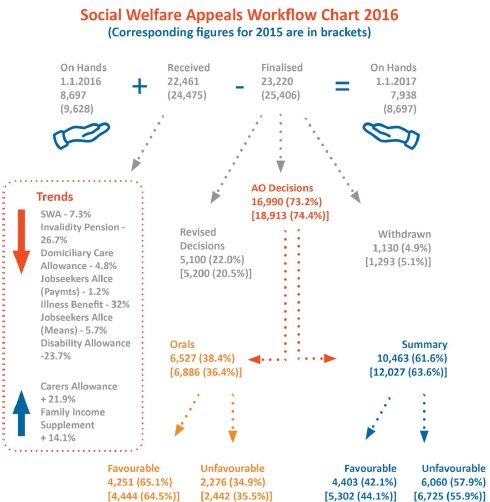 Social Welfare Appeals Workflow Chart 2016
(Corresponding figures for 2015 are in brackets)
On Hands
1.1.2016
8,697
(9,628)
+
Received
22,461
(24,475)
-
Finalised
23,220
(25,406)
=
On Hands
1.1.2017
7,938
(8,697)
Trends
SWA - 7.3%
Invalidity Pension -
26.7%
Domiciliary Care
Allowance - 4.8%
Jobseekers Allce
(Paymts) - 1.2%
Illness Benefit - 32%
Jobseekers Allce
(Means) - 5.7%
Disability Allowance
-23.7%
Carers Allowance
+ 21.9%
Family Income
Supplement
+ 14.1%
AO Decisions
16,990 (73.2%)
[18,913 (74.4%)]
Revised
Decisions
5,100 (22.0%)
[5,200 (20.5%)]
Withdrawn
1,130 (4.9%)
[1,293 (5.1%)]
Orals
6,527 (38.4%)
[6,886 (36.4%)]
Summary
10,463 (61.6%)
[12,027 (63.6%)]
Favourable
4,251 (65.1%)
[4,444 (64.5%)]
Unfavourable
2,276 (34.9%)
[2,442 (35.5%)]
Favourable
4,403 (42.1%)
[5,302 (44.1%)]
Unfavourable
6,060 (57.9%)
[6,725 (55.9%)]